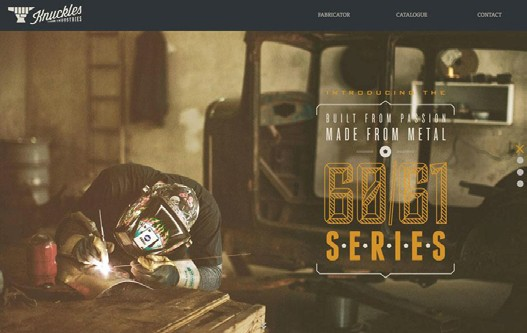 Knuckles
INDUSTRIES
FABRICATOR
CATALOGUE
CONTACT
INTRODUCING THE
BUILT FROM PASSION
MADE FROM METAL
60/61
S•E•R•I•E•S